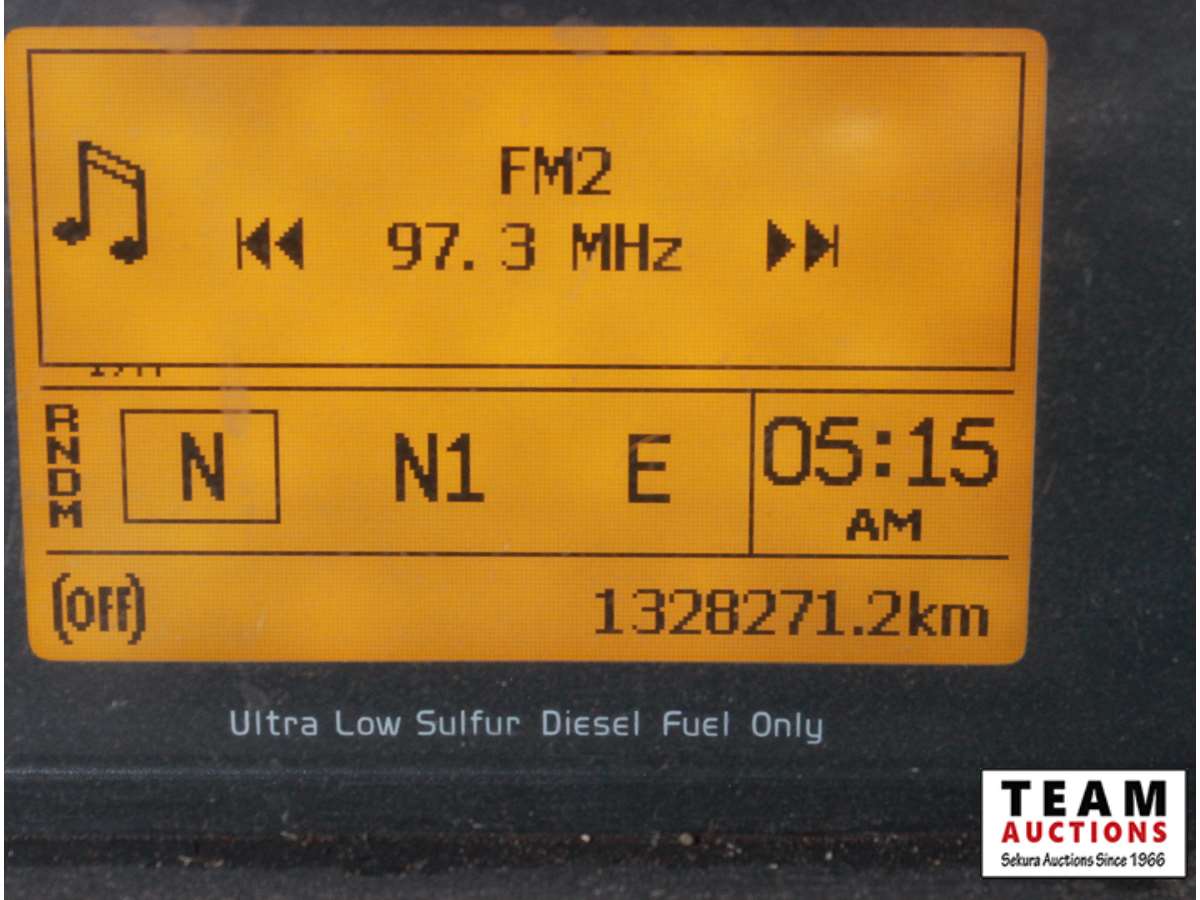 FM2
97.3 MHz
RNDM
N N1 E 05:15
AM
(OFF) 1328271.2km
Ultra Low Sulfur Diesel Fuel Only
TEAM
AUCTIONS
Sekura Auctions Since 1966